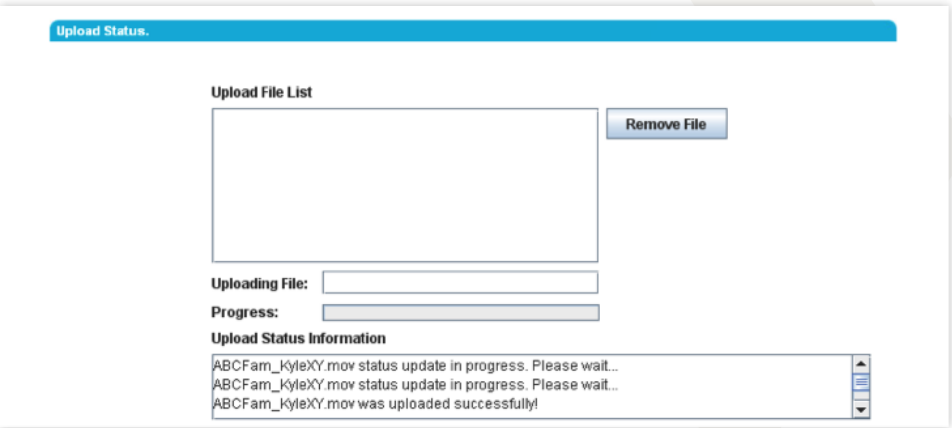 Upload Status.
Upload File List
Remove File
Uploading File:
Progress:
Upload Status Information
ABCFam_KyleXY.mov status update in progress. Please wait...
ABCFam_KyleXY.mov status update in progress. Please wait...
ABCFam_KyleXY.mov was uploaded successfully!